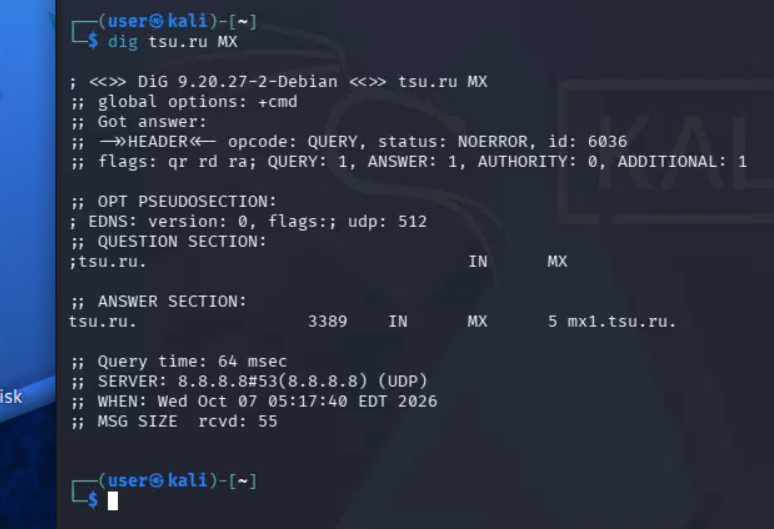 ┌──(user㉿kali)-[~]
└─$ dig tsu.ru MX
; <<>> DiG 9.20.27-2-Debian <<>> tsu.ru MX
;; global options: +cmd
;; Got answer:
;; ->>HEADER<<- opcode: QUERY, status: NOERROR, id: 6036
;; flags: qr rd ra; QUERY: 1, ANSWER: 1, AUTHORITY: 0, ADDITIONAL: 1
;; OPT PSEUDOSECTION:
; EDNS: version: 0, flags:; udp: 512
;; QUESTION SECTION:
;tsu.ru. IN MX
;; ANSWER SECTION:
tsu.ru. 3389 IN MX 5 mx1.tsu.ru.
;; Query time: 64 msec
;; SERVER: 8.8.8.8#53(8.8.8.8) (UDP)
;; WHEN: Wed Oct 07 05:17:40 EDT 2026
;; MSG SIZE rcvd: 55
┌──(user㉿kali)-[~]
└─$
isk
KAL